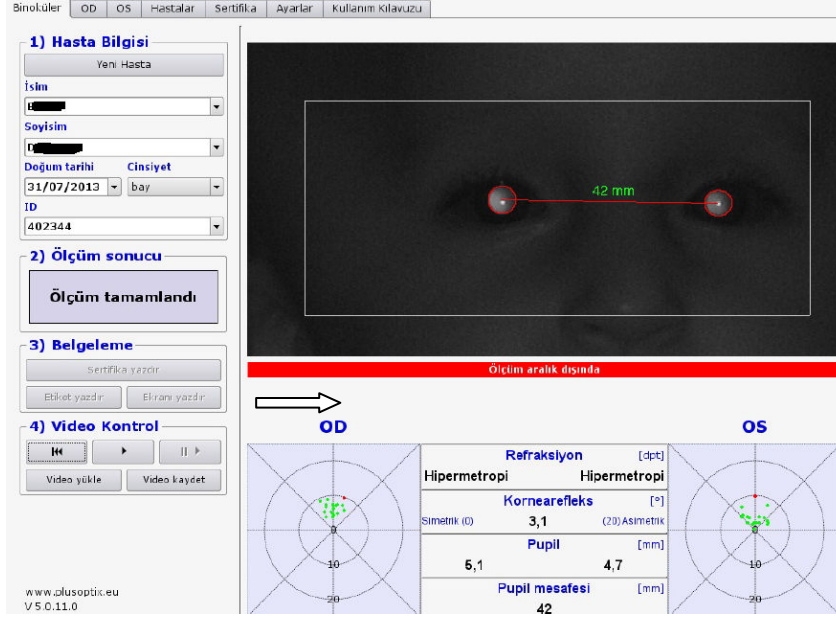 Binoküler OD OS Hastalar Sertifika Ayarlar Kullanım Kılavuzu
1) Hasta Bilgisi
Yeni Hasta
İsim
Soyisim
Doğum tarihi Cinsiyet
31/07/2013 bay
ID
402344
2) Ölçüm sonucu
Ölçüm tamamlandı
3) Belgeleme
Sertifika yazdır
Etiket yazdır Ekranı yazdır
4) Video Kontrol
Video yükle Video kaydet
www.plusoptix.eu
V 5.0.11.0
42 mm
Ölçüm aralık dışında
OD OS
Refraksiyon [dpt]
Hipermetropi Hipermetropi
Kornearefleks [°]
Simetrik (0) 3,1 (20) Asimetrik
Pupil [mm]
5,1 4,7
Pupil mesafesi [mm]
42
0
10
20
0
10
20